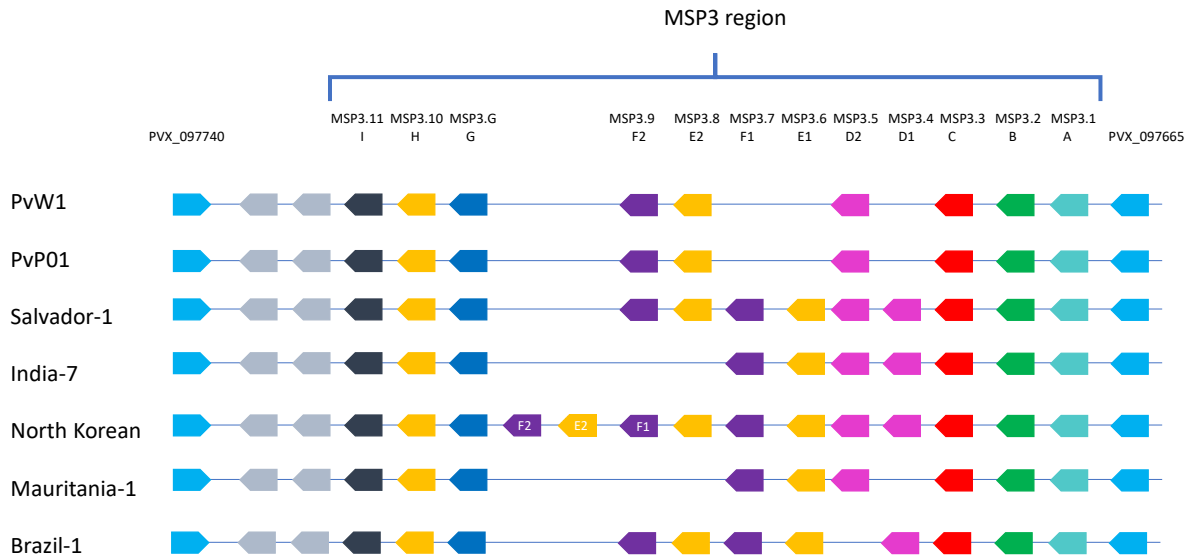 MSP3 region
MSP3.11 MSP3.10 MSP3.G MSP3.9 MSP3.8 MSP3.7 MSP3.6 MSP3.5 MSP3.4 MSP3.3 MSP3.2 MSP3.1
PVX_097740 I H G F2 E2 F1 E1 D2 D1 C B A PVX_097665
PvW1
PvP01
Salvador-1
India-7
North Korean F2 E2 F1
Mauritania-1
Brazil-1